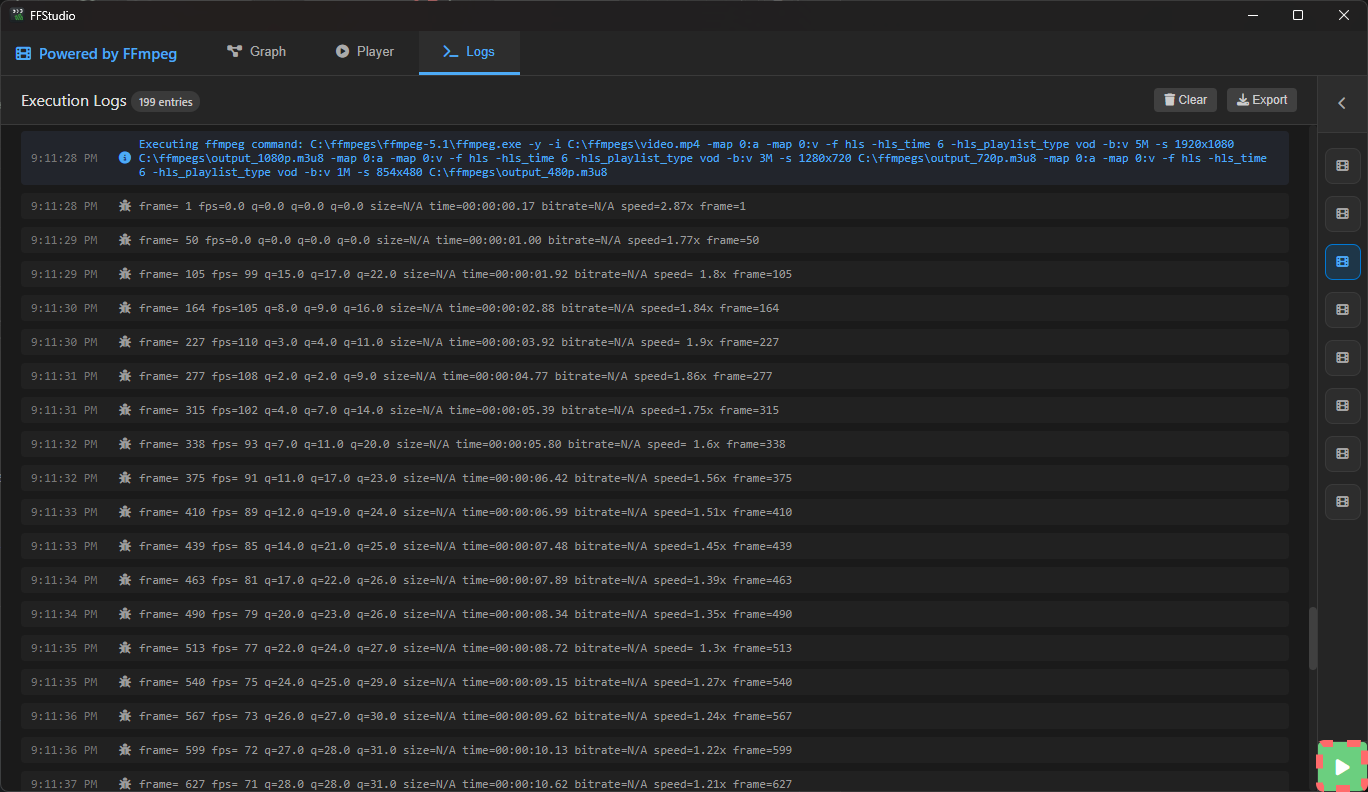 FFStudio
Powered by FFmpeg
Graph
Player
Logs
Execution Logs 199 entries
Clear
Export
9:11:28 PM Executing ffmpeg command: C:\ffmpegs\ffmpeg-5.1\ffmpeg.exe -y -i C:\ffmpegs\video.mp4 -map 0:a -map 0:v -f hls -hls_time 6 -hls_playlist_type vod -b:v 5M -s 1920x1080
C:\ffmpegs\output_1080p.m3u8 -map 0:a -map 0:v -f hls -hls_time 6 -hls_playlist_type vod -b:v 3M -s 1280x720 C:\ffmpegs\output_720p.m3u8 -map 0:a -map 0:v -f hls -hls_time
6 -hls_playlist_type vod -b:v 1M -s 854x480 C:\ffmpegs\output_480p.m3u8
9:11:28 PM frame= 1 fps=0.0 q=0.0 q=0.0 q=0.0 size=N/A time=00:00:00.17 bitrate=N/A speed=2.87x frame=1
9:11:29 PM frame= 50 fps=0.0 q=0.0 q=0.0 q=0.0 size=N/A time=00:00:01.00 bitrate=N/A speed=1.77x frame=50
9:11:29 PM frame= 105 fps= 99 q=15.0 q=17.0 q=22.0 size=N/A time=00:00:01.92 bitrate=N/A speed= 1.8x frame=105
9:11:30 PM frame= 164 fps=105 q=8.0 q=9.0 q=16.0 size=N/A time=00:00:02.88 bitrate=N/A speed=1.84x frame=164
9:11:30 PM frame= 227 fps=110 q=3.0 q=4.0 q=11.0 size=N/A time=00:00:03.92 bitrate=N/A speed= 1.9x frame=227
9:11:31 PM frame= 277 fps=108 q=2.0 q=2.0 q=9.0 size=N/A time=00:00:04.77 bitrate=N/A speed=1.86x frame=277
9:11:31 PM frame= 315 fps=102 q=4.0 q=7.0 q=14.0 size=N/A time=00:00:05.39 bitrate=N/A speed=1.75x frame=315
9:11:32 PM frame= 338 fps= 93 q=7.0 q=11.0 q=20.0 size=N/A time=00:00:05.80 bitrate=N/A speed= 1.6x frame=338
9:11:32 PM frame= 375 fps= 91 q=11.0 q=17.0 q=23.0 size=N/A time=00:00:06.42 bitrate=N/A speed=1.56x frame=375
9:11:33 PM frame= 410 fps= 89 q=12.0 q=19.0 q=24.0 size=N/A time=00:00:06.99 bitrate=N/A speed=1.51x frame=410
9:11:33 PM frame= 439 fps= 85 q=14.0 q=21.0 q=25.0 size=N/A time=00:00:07.48 bitrate=N/A speed=1.45x frame=439
9:11:34 PM frame= 463 fps= 81 q=17.0 q=22.0 q=26.0 size=N/A time=00:00:07.89 bitrate=N/A speed=1.39x frame=463
9:11:34 PM frame= 490 fps= 79 q=20.0 q=23.0 q=26.0 size=N/A time=00:00:08.34 bitrate=N/A speed=1.35x frame=490
9:11:35 PM frame= 513 fps= 77 q=22.0 q=24.0 q=27.0 size=N/A time=00:00:08.72 bitrate=N/A speed= 1.3x frame=513
9:11:35 PM frame= 540 fps= 75 q=24.0 q=25.0 q=29.0 size=N/A time=00:00:09.15 bitrate=N/A speed=1.27x frame=540
9:11:36 PM frame= 567 fps= 73 q=26.0 q=27.0 q=30.0 size=N/A time=00:00:09.62 bitrate=N/A speed=1.24x frame=567
9:11:36 PM frame= 599 fps= 72 q=27.0 q=28.0 q=31.0 size=N/A time=00:00:10.13 bitrate=N/A speed=1.22x frame=599
9:11:37 PM frame= 627 fps= 71 q=28.0 q=28.0 q=31.0 size=N/A time=00:00:10.62 bitrate=N/A speed=1.21x frame=627